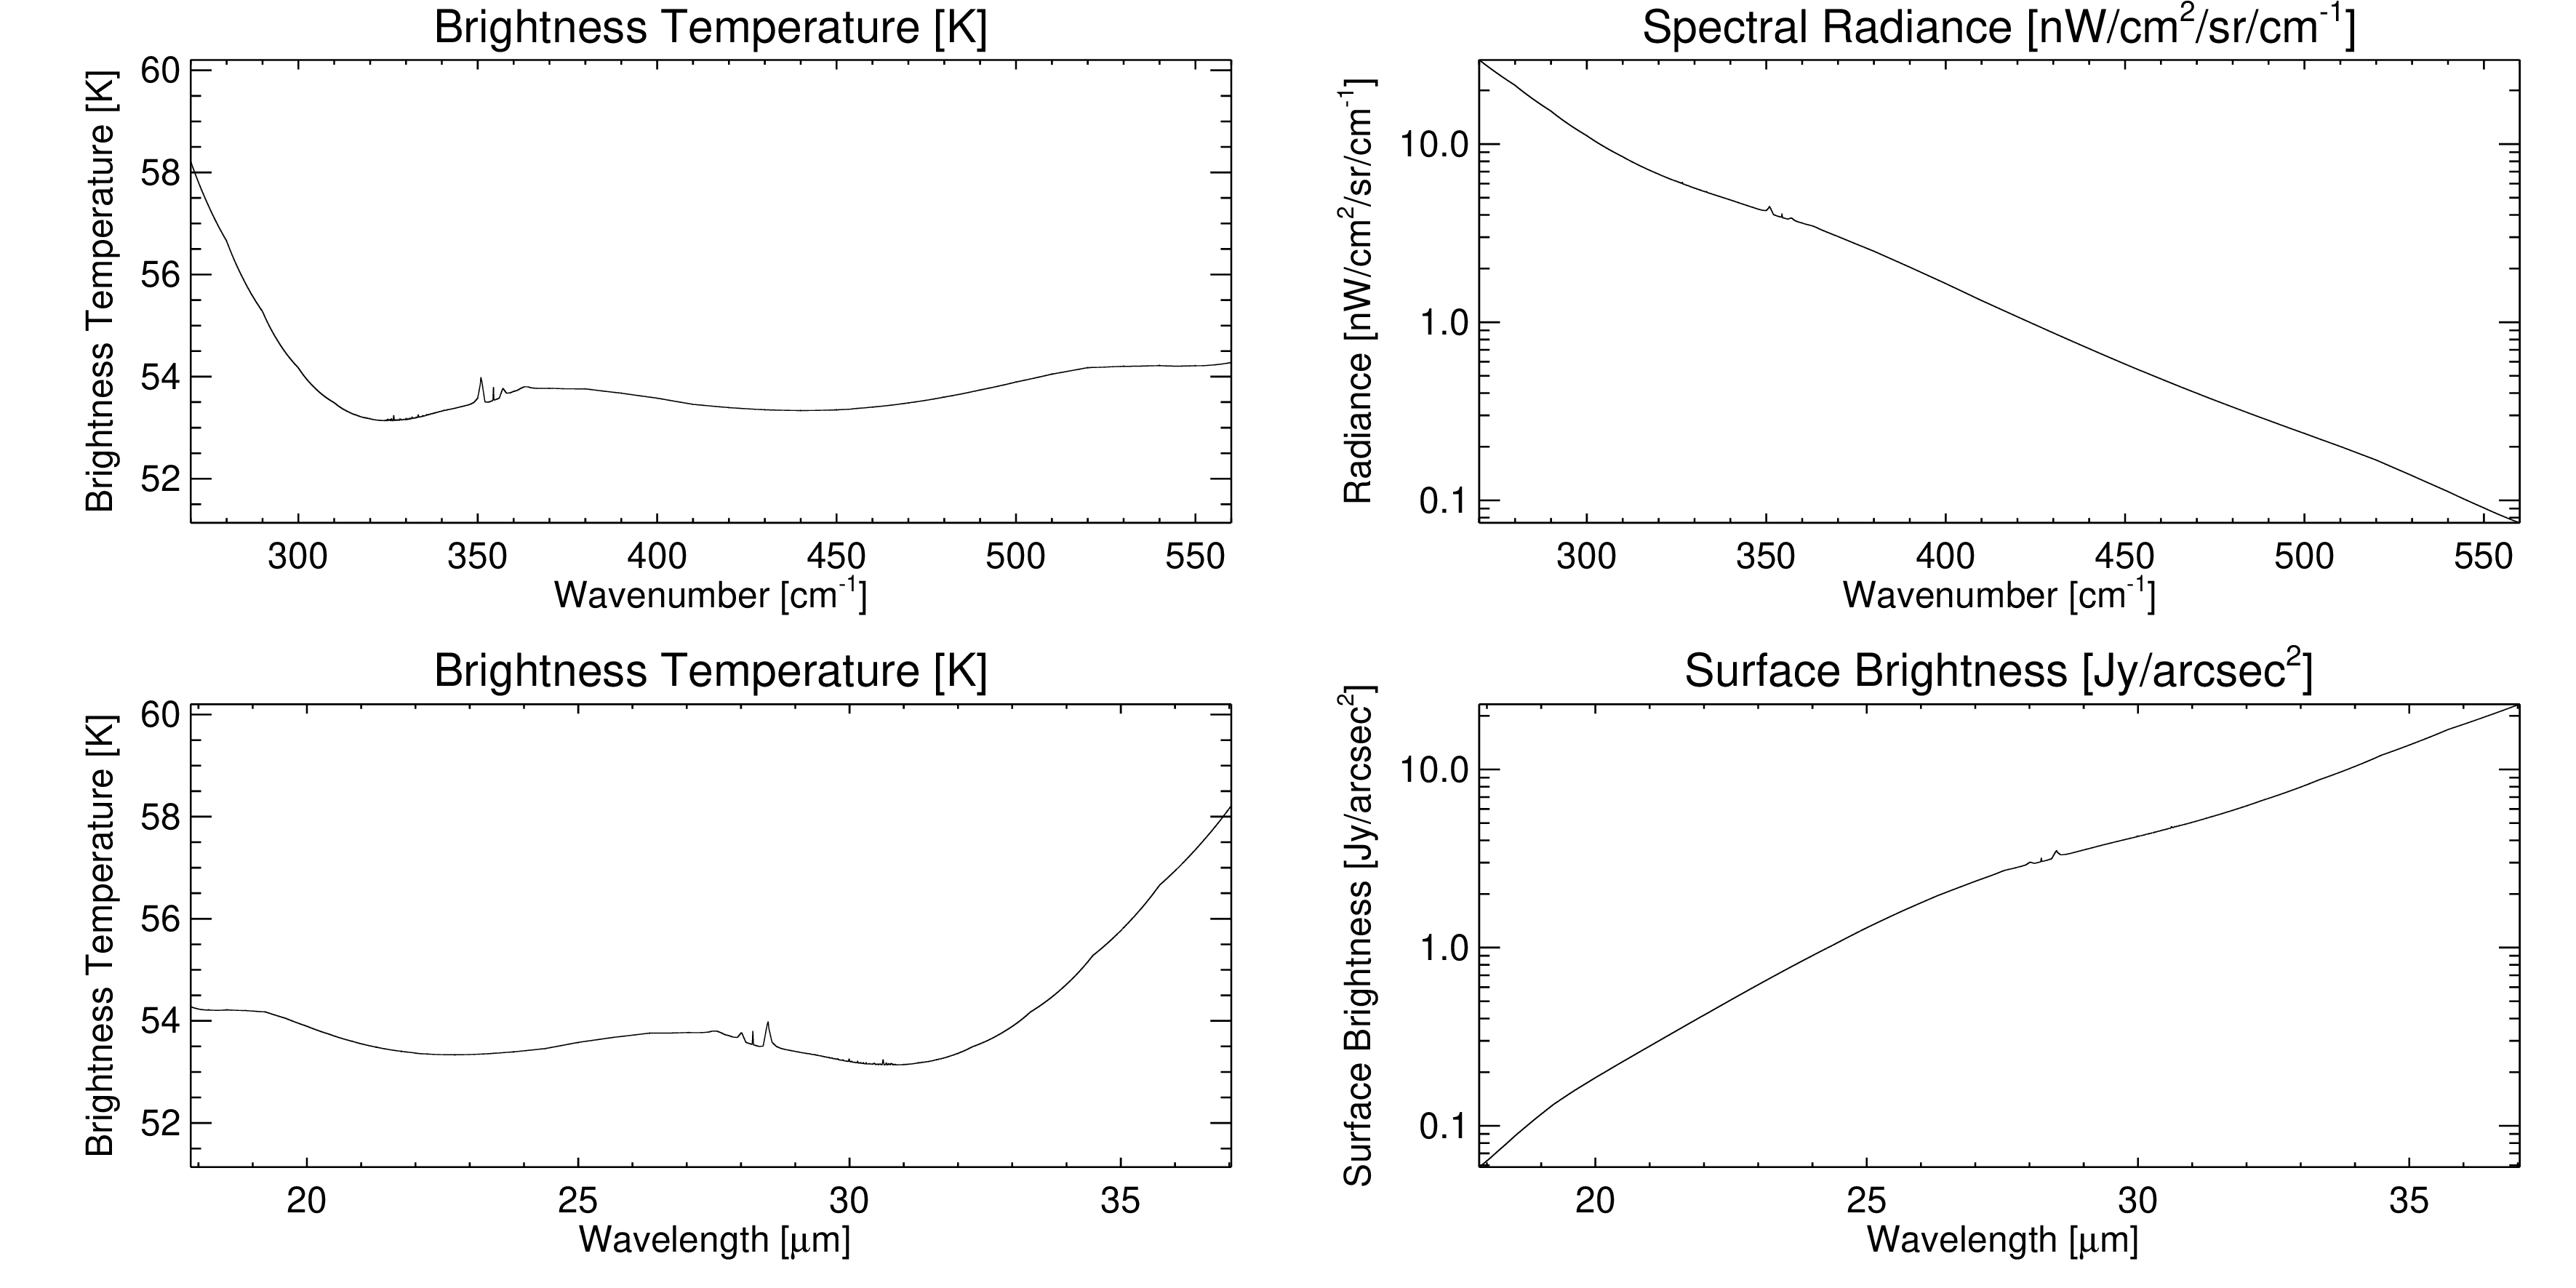 Brightness Temperature [K]
Brightness Temperature [K]
60
58
56
54
52
300 350 400 450 500 550
Wavenumber [cm⁻¹]
Spectral Radiance [nW/cm²/sr/cm⁻¹]
Radiance [nW/cm²/sr/cm⁻¹]
10.0
1.0
0.1
300 350 400 450 500 550
Wavenumber [cm⁻¹]
Brightness Temperature [K]
Brightness Temperature [K]
60
58
56
54
52
20 25 30 35
Wavelength [μm]
Surface Brightness [Jy/arcsec²]
Surface Brightness [Jy/arcsec²]
10.0
1.0
0.1
20 25 30 35
Wavelength [μm]